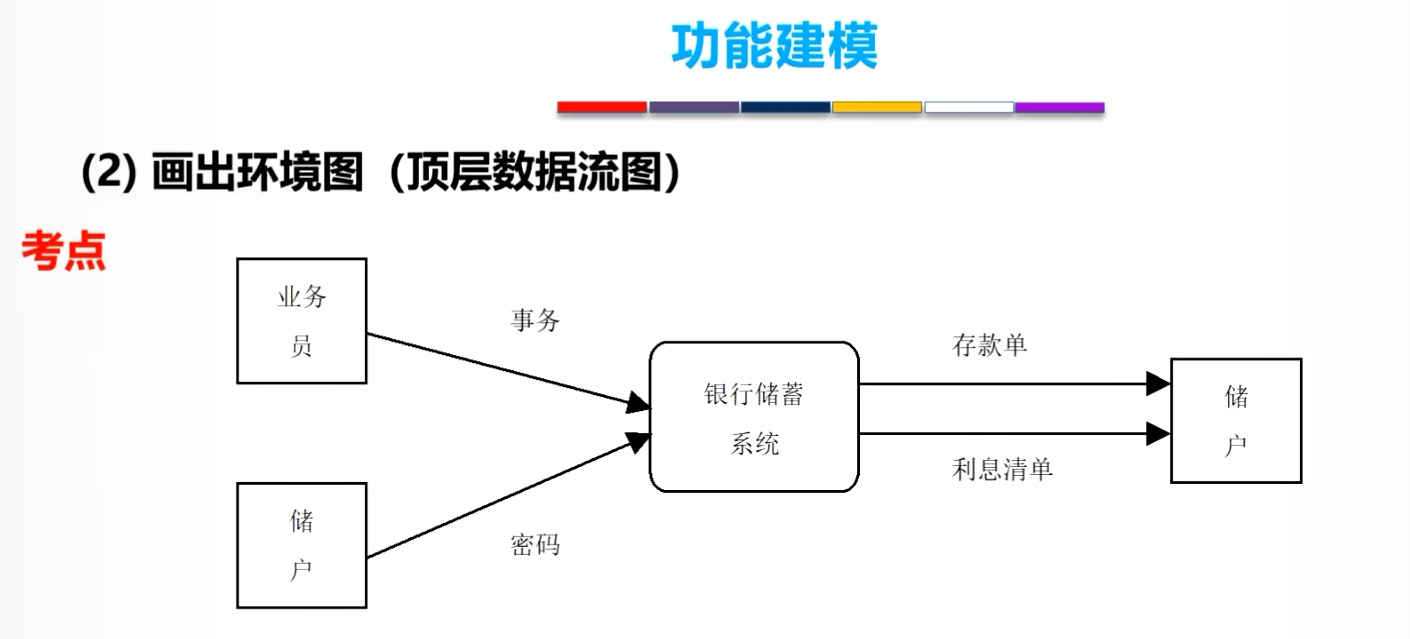 功能建模
(2) 画出环境图（顶层数据流图）
考点
业务
员
事务
存款单
银行储蓄
系统
储
户
利息清单
储
户
密码